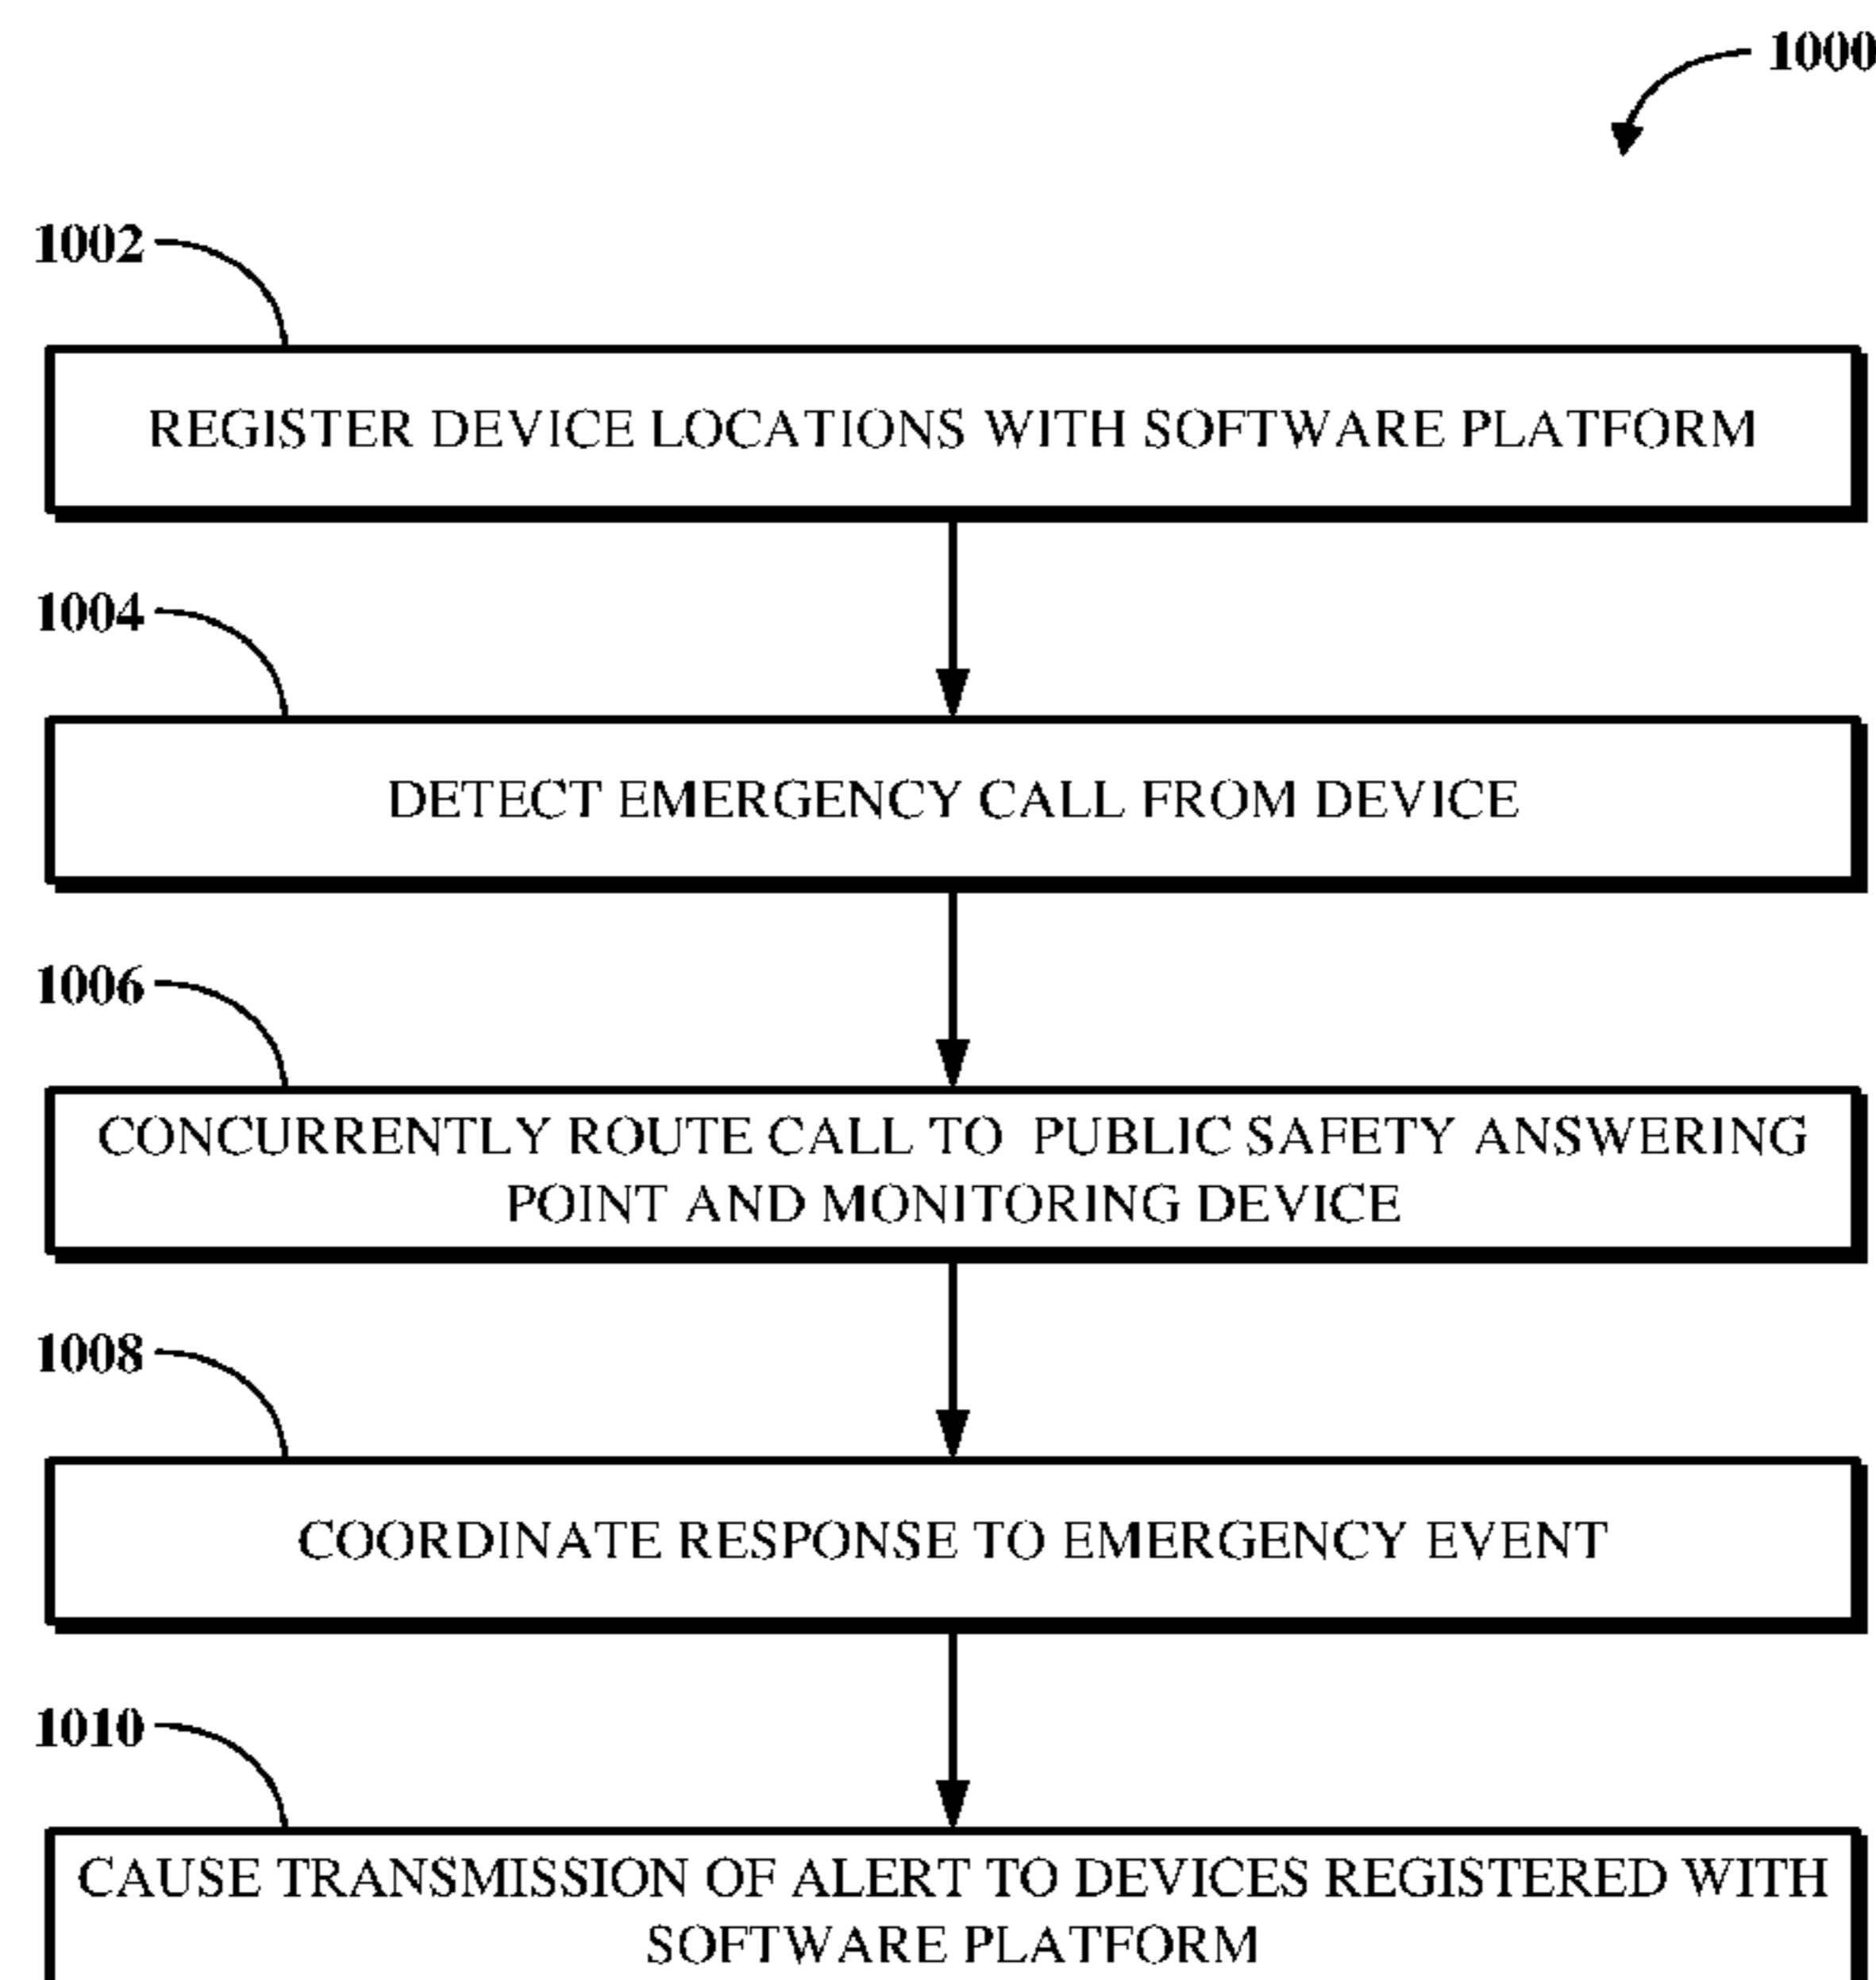 1000
1002
REGISTER DEVICE LOCATIONS WITH SOFTWARE PLATFORM
1004
DETECT EMERGENCY CALL FROM DEVICE
1006
CONCURRENTLY ROUTE CALL TO PUBLIC SAFETY ANSWERING
POINT AND MONITORING DEVICE
1008
COORDINATE RESPONSE TO EMERGENCY EVENT
1010
CAUSE TRANSMISSION OF ALERT TO DEVICES REGISTERED WITH
SOFTWARE PLATFORM